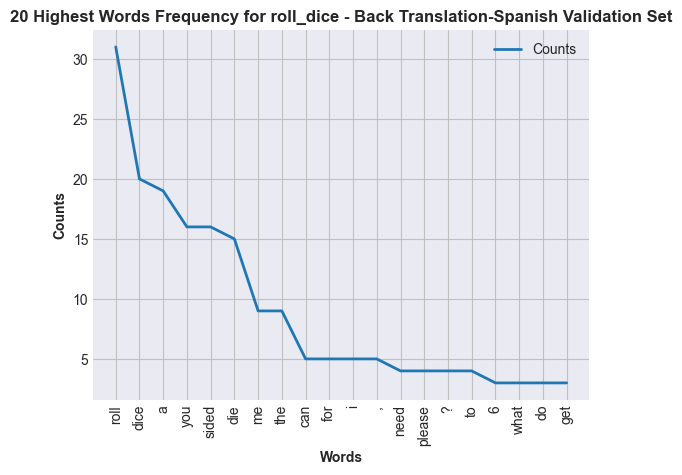 20 Highest Words Frequency for roll_dice - Back Translation-Spanish Validation Set
Counts
30
25
20
15
10
5
Counts
roll
dice
a
you
sided
die
me
the
can
for
i
,
need
please
?
to
6
what
do
get
Words